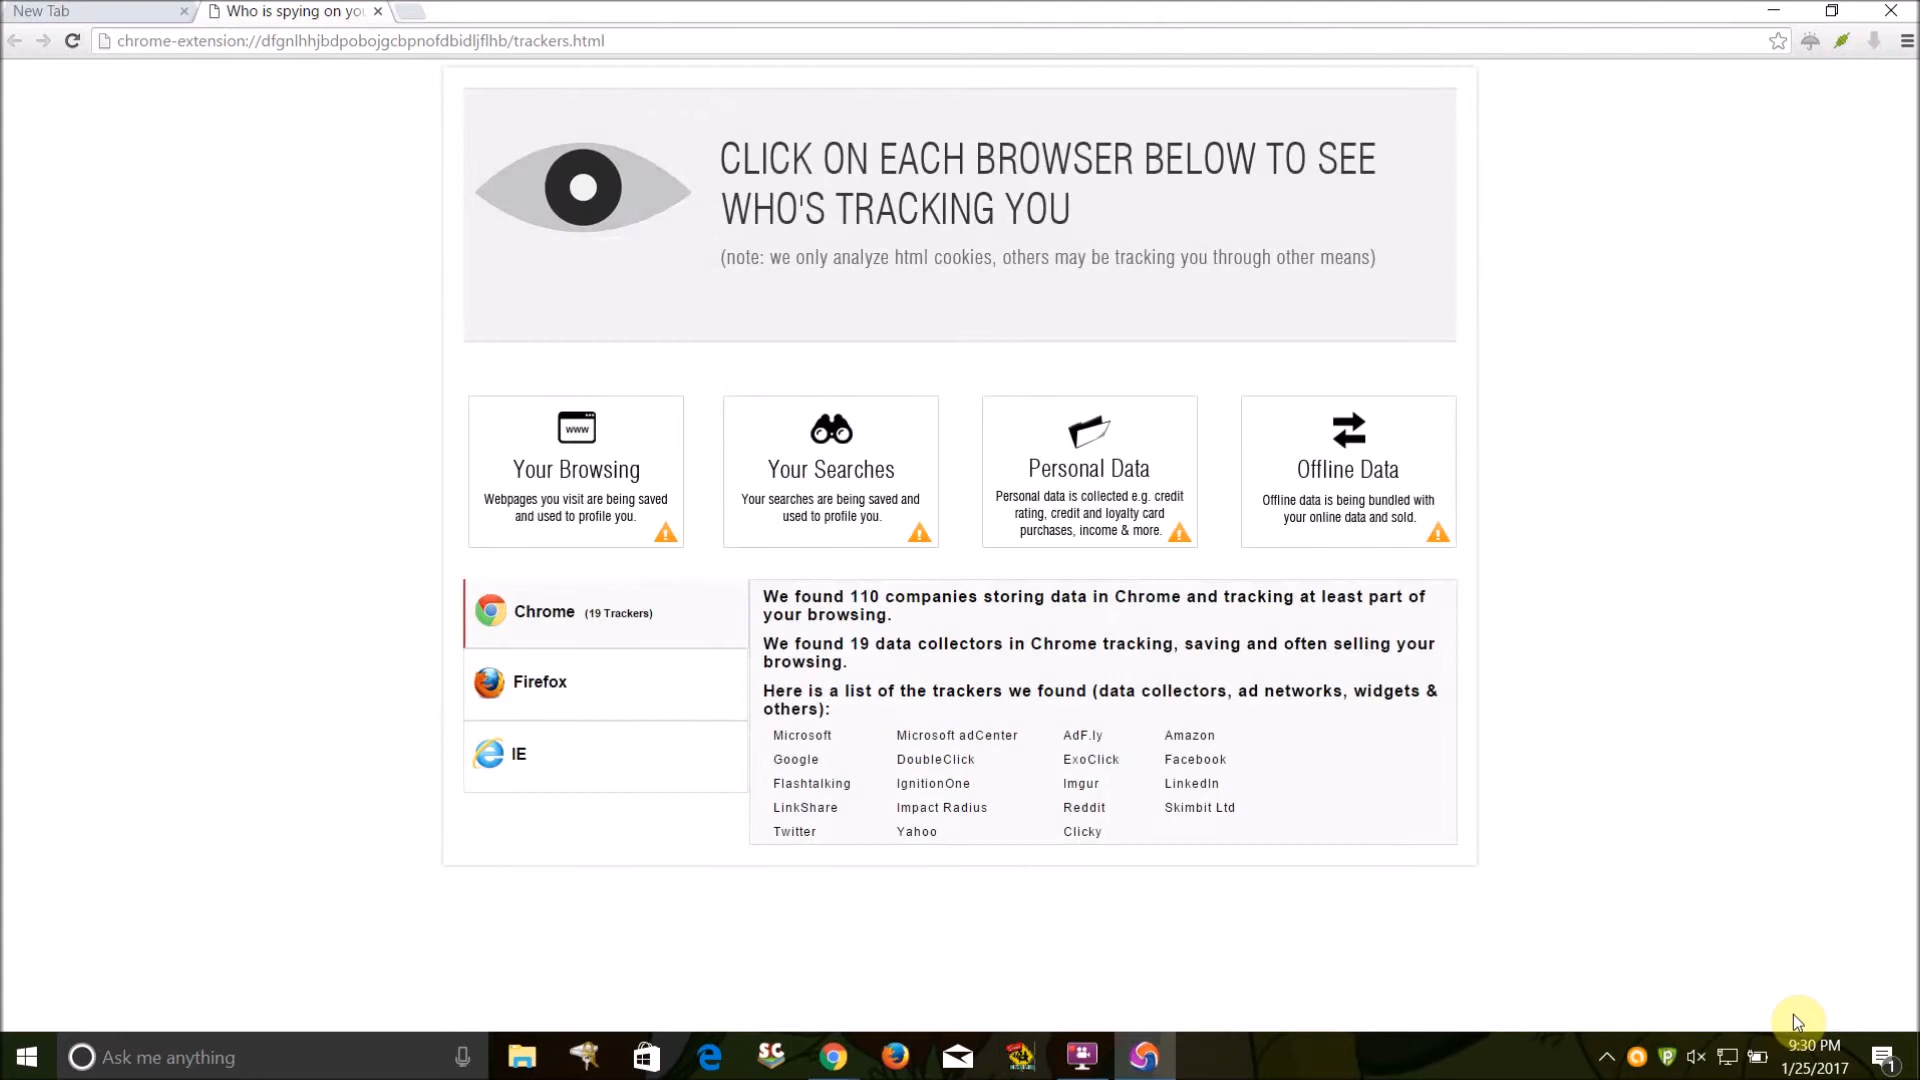 New Tab
Who is spying on you
chrome-extension://dfgnlhhjbdpobojgcbpnofdbidljflhb/trackers.html
CLICK ON EACH BROWSER BELOW TO SEE
WHO'S TRACKING YOU
(note: we only analyze html cookies, others may be tracking you through other means)
www
Your Browsing
Webpages you visit are being saved
and used to profile you.
Your Searches
Your searches are being saved and
used to profile you.
Personal Data
Personal data is collected e.g. credit
rating, credit and loyalty card
purchases, income & more.
Offline Data
Offline data is being bundled with
your online data and sold.
Chrome (19 Trackers)
Firefox
IE
We found 110 companies storing data in Chrome and tracking at least part of
your browsing.
We found 19 data collectors in Chrome tracking, saving and often selling your
browsing.
Here is a list of the trackers we found (data collectors, ad networks, widgets &
others):
Microsoft Microsoft adCenter AdF.ly Amazon
Google DoubleClick ExoClick Facebook
Flashtalking IgnitionOne Imgur LinkedIn
LinkShare Impact Radius Reddit Skimbit Ltd
Twitter Yahoo Clicky
Ask me anything
SC
9:30 PM
1/25/2017
1